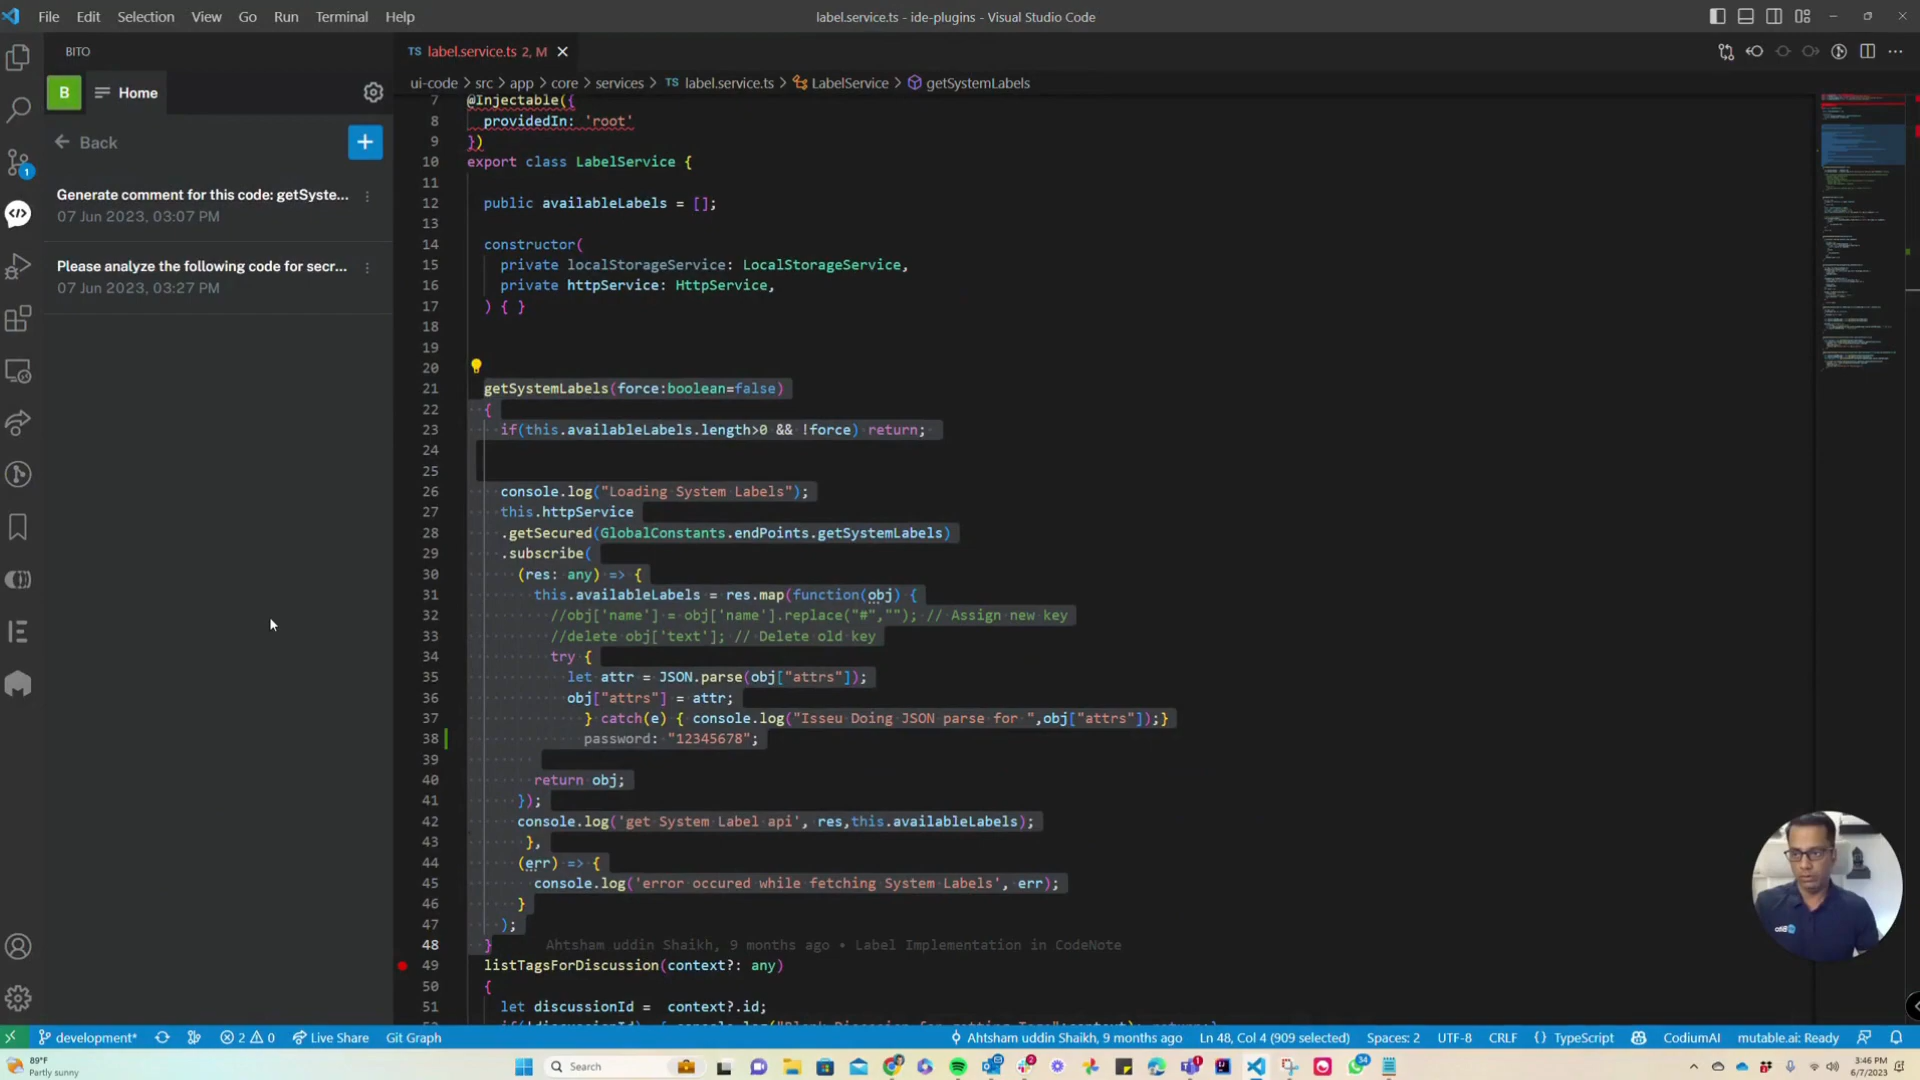 File Edit Selection View Go Run Terminal Help
label.service.ts - ide-plugins - Visual Studio Code
BITO
B Home
Back
Generate comment for this code: getSyste...
07 Jun 2023, 03:07 PM
Please analyze the following code for secr...
07 Jun 2023, 03:27 PM
1
TS label.service.ts 2, M
ui-code > src > app > core > services > TS label.service.ts > LabelService > getSystemLabels
7 @Injectable({
8 providedIn: 'root'
9 })
10 export class LabelService {
11
12 public availableLabels = [];
13
14 constructor(
15 private localStorageService: LocalStorageService,
16 private httpService: HttpService,
17 ) { }
18
19
20
21 getSystemLabels(force:boolean=false)
22 {
23 if(this.availableLabels.length>0 && !force) return;
24
25
26 console.log("Loading System Labels");
27 this.httpService
28 .getSecured(GlobalConstants.endPoints.getSystemLabels)
29 .subscribe(
30 (res: any) => {
31 this.availableLabels = res.map(function(obj) {
32 //obj['name'] = obj['name'].replace("#",""); // Assign new key
33 //delete obj['text']; // Delete old key
34 try {
35 let attr = JSON.parse(obj["attrs"]);
36 obj["attrs"] = attr;
37 } catch(e) { console.log("Isseu Doing JSON parse for ",obj["attrs"]);}
38 password: "12345678";
39
40 return obj;
41 });
42 console.log('get System Label api', res,this.availableLabels);
43 },
44 (err) => {
45 console.log('error occured while fetching System Labels', err);
46 }
47 );
48 } Ahtsham uddin Shaikh, 9 months ago • Label Implementation in CodeNote
49 listTagsForDiscussion(context?: any)
50 {
51 let discussionId = context?.id;
development* 2 0 Live Share Git Graph Ahtsham uddin Shaikh, 9 months ago Ln 48, Col 4 (909 selected) Spaces: 2 UTF-8 CRLF {} TypeScript CodiumAI mutable.ai: Ready
89°F
Partly sunny
Search
2
1
34
3:46 PM
6/7/2023